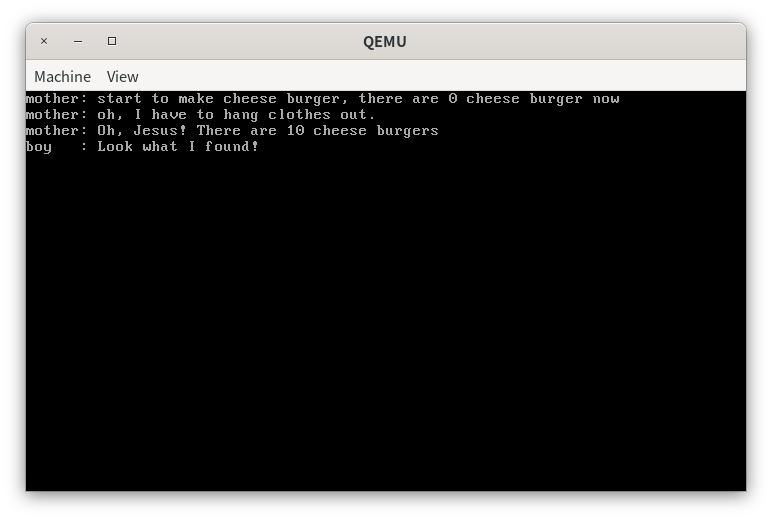 QEMU
Machine View
mother: start to make cheese burger, there are 0 cheese burger now
mother: oh, I have to hang clothes out.
mother: Oh, Jesus! There are 10 cheese burgers
boy   : Look what I found!